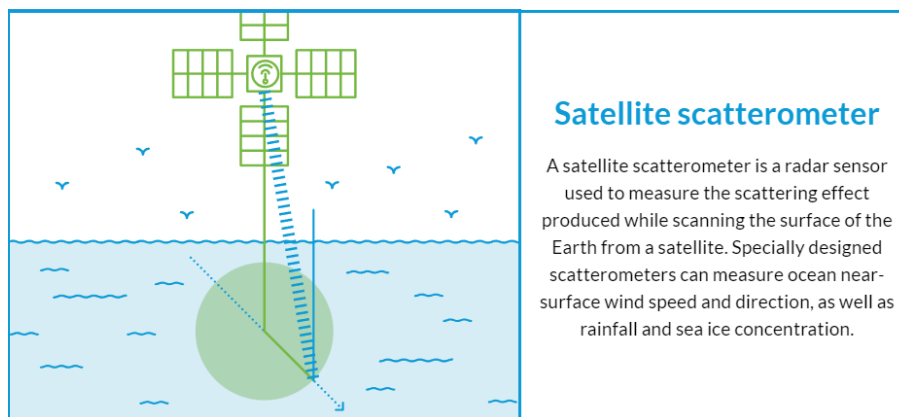 Satellite scatterometer
A satellite scatterometer is a radar sensor
used to measure the scattering effect
produced while scanning the surface of the
Earth from a satellite. Specially designed
scatterometers can measure ocean near-
surface wind speed and direction, as well as
rainfall and sea ice concentration.